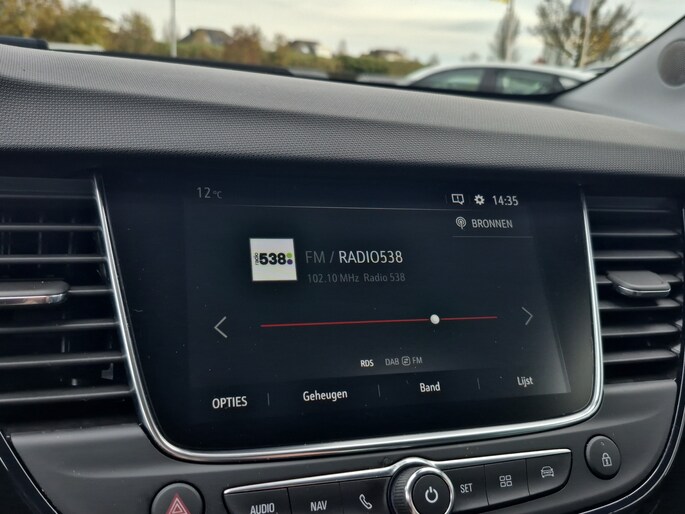 12°C 14:35
BRONNEN
radio 538
FM / RADIO538
102.10 MHz Radio 538
RDS DAB FM
OPTIES Geheugen Band Lijst
AUDIO NAV SET